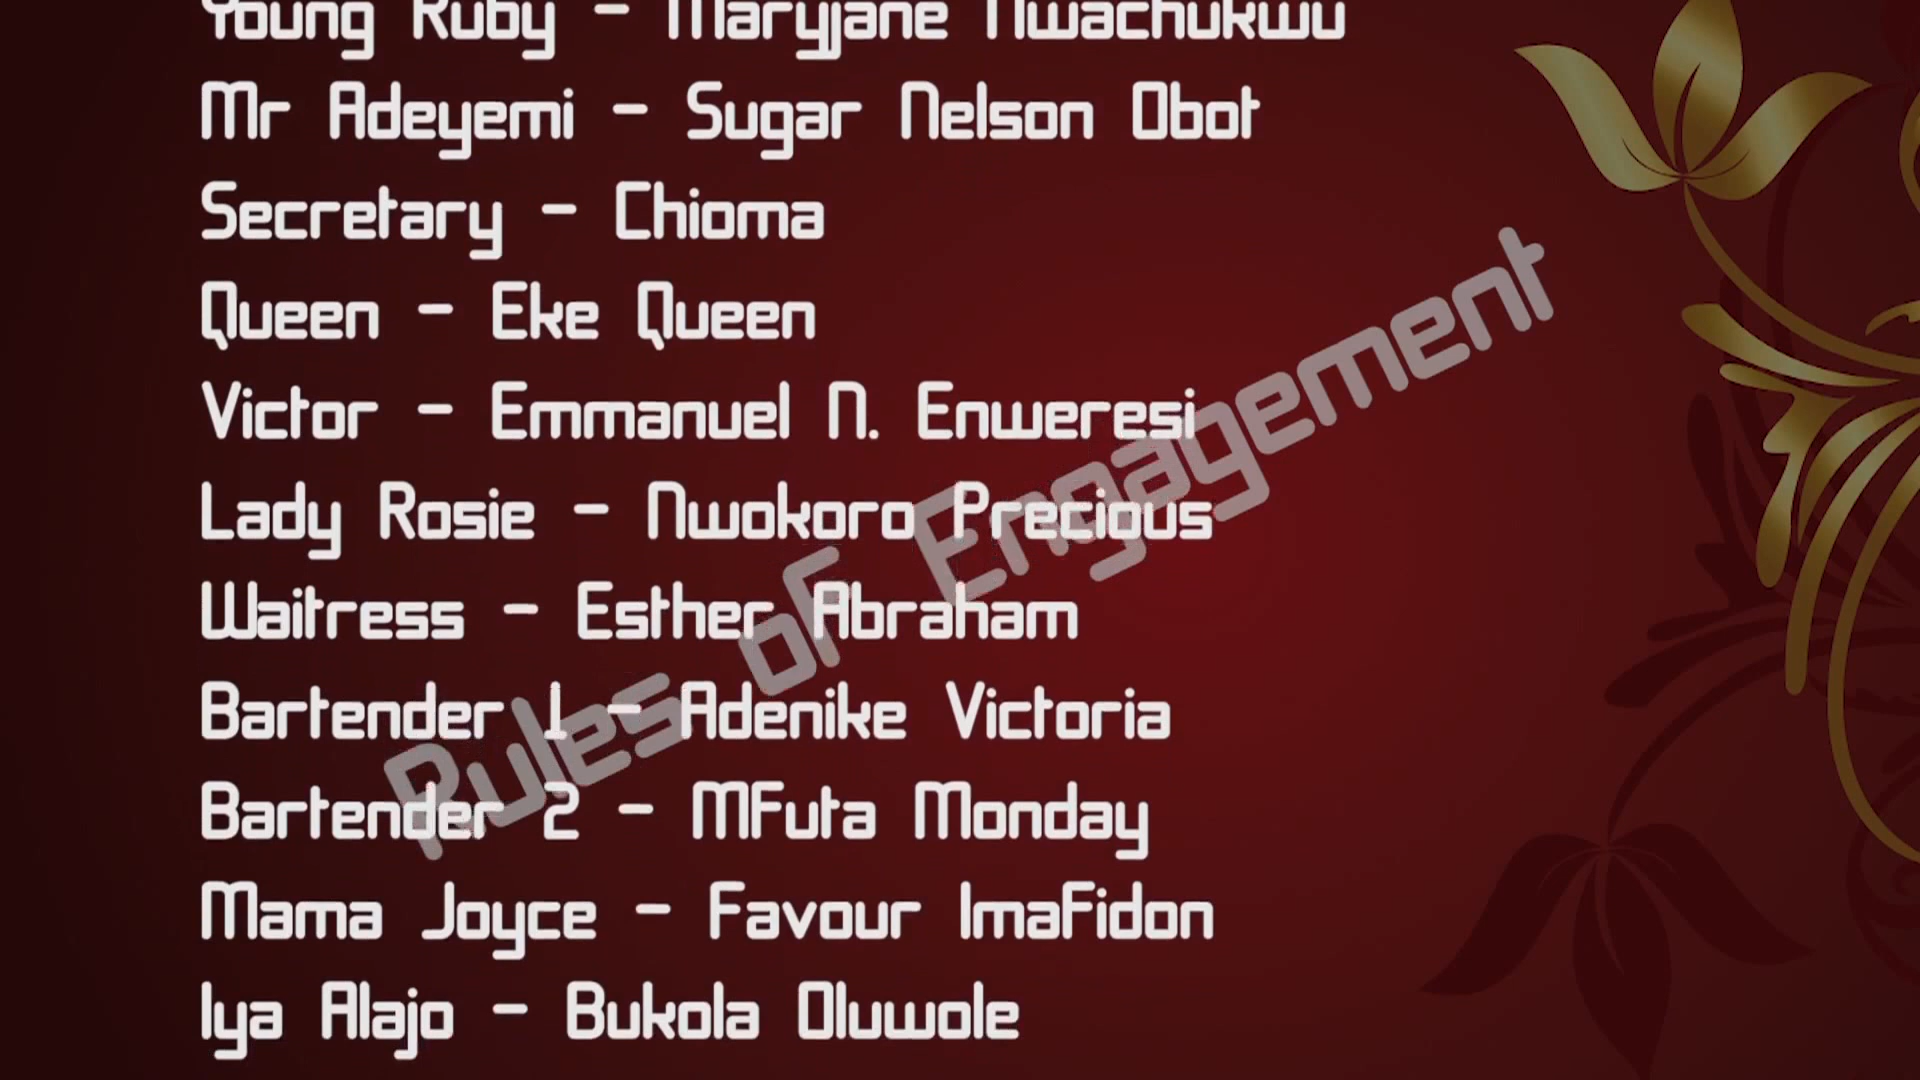 Young Ruby - Maryjane Nwachukwu
Mr Adeyemi - Sugar Nelson Obot
Secretary - Chioma
Queen - Eke Queen
Victor - Emmanuel N. Enweresi
Lady Rosie - Nwokoro Precious
Waitress - Esther Abraham
Bartender 1 - Adenike Victoria
Bartender 2 - Mfuta Monday
Mama Joyce - Favour Imafidon
Iya Alajo - Bukola Oluwole
Rules of Engagement